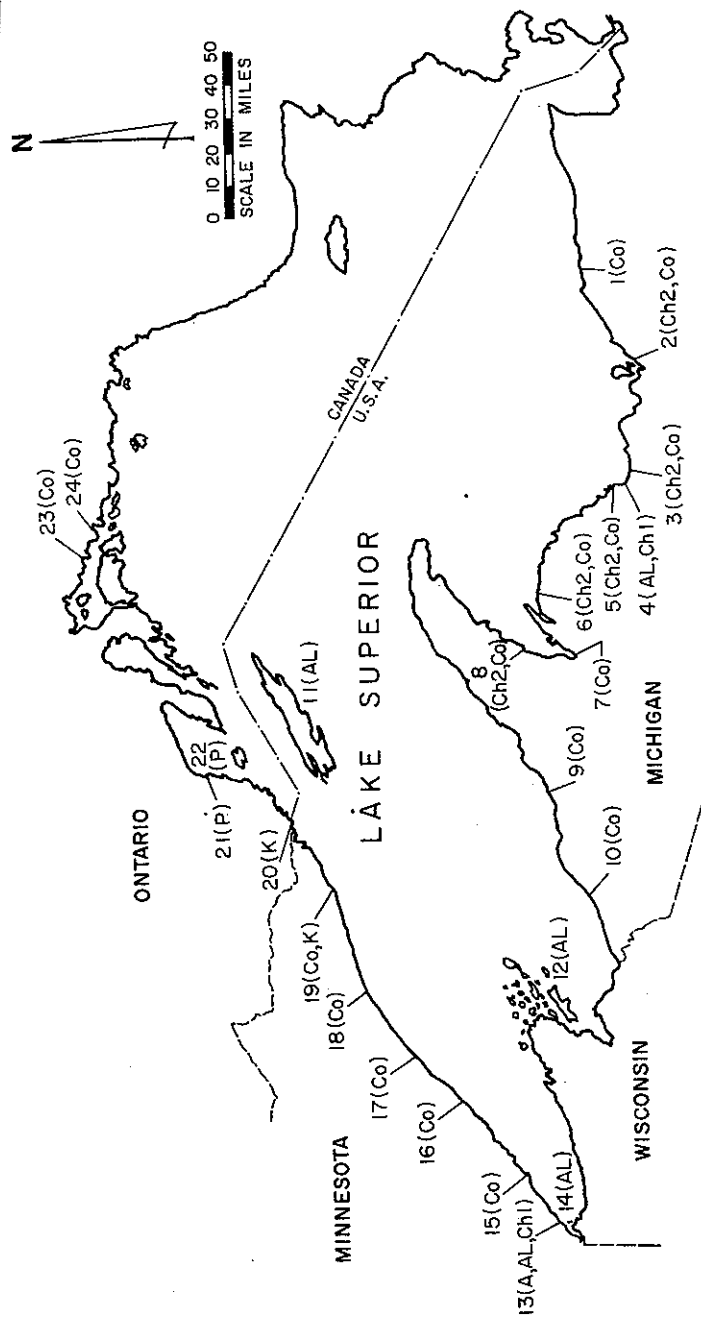 N
0 10 20 30 40 50
SCALE IN MILES
23(Co)
24(Co)
ONTARIO
22
(P)
21(P)
20(K)
19(Co,K)
18(Co)
17(Co)
16(Co)
15(Co)
13(A,AL,Ch1)
14(AL)
MINNESOTA
WISCONSIN
12(AL)
11(AL)
LAKE SUPERIOR
CANADA
U.S.A.
10(Co)
9(Co)
MICHIGAN
8
(Ch2,Co)
7(Co)
6(Ch2,Co)
5(Ch2,Co)
4(AL,Ch1)
3(Ch2,Co)
2(Ch2,Co)
1(Co)